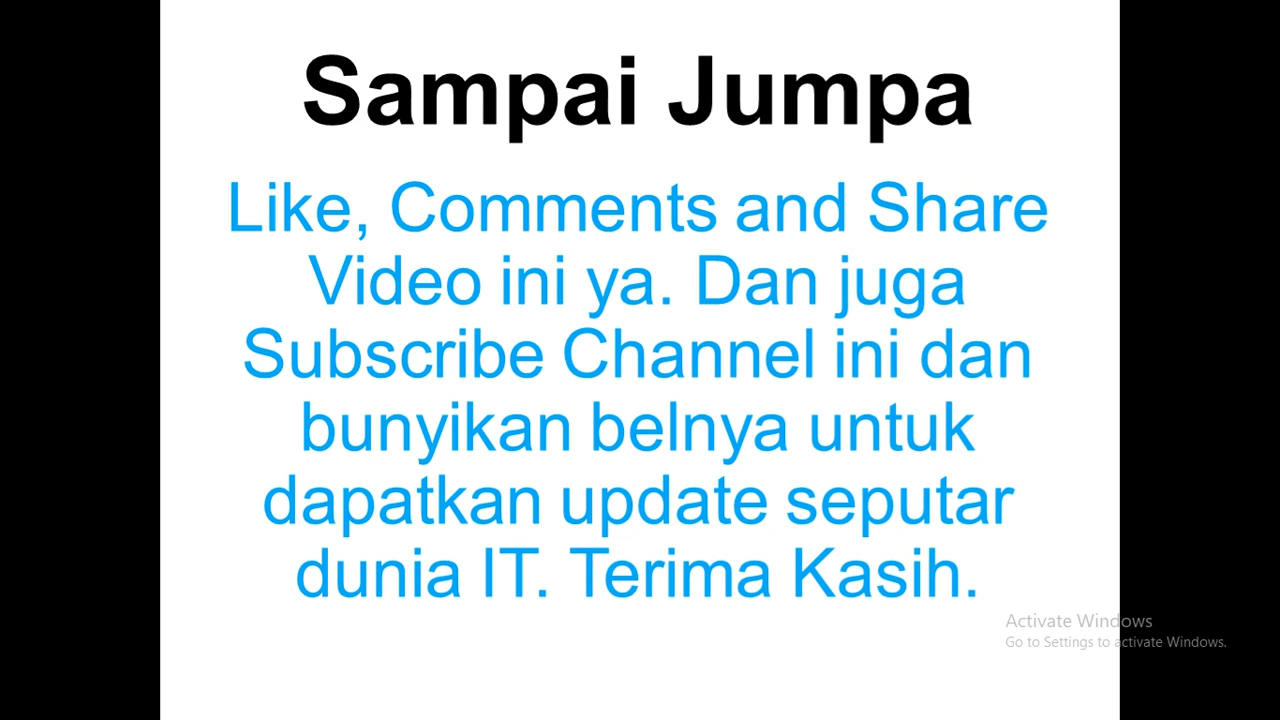 Sampai Jumpa
Like, Comments and Share
Video ini ya. Dan juga
Subscribe Channel ini dan
bunyikan belnya untuk
dapatkan update seputar
dunia IT. Terima Kasih.
Activate Windows
Go to Settings to activate Windows.